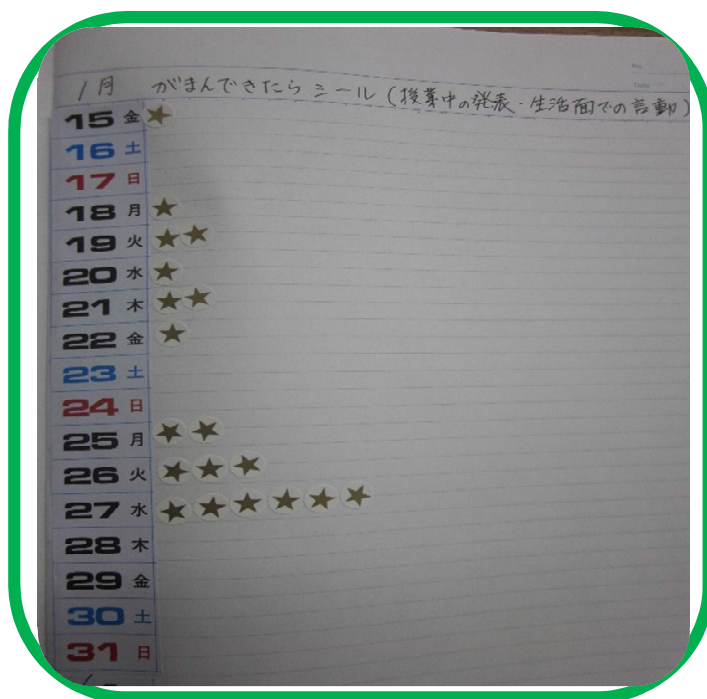 1月 がまんできたらシール(授業中の発表・生活面での言動)
15 金
16 土
17 日
18 月
19 火
20 水
21 木
22 金
23 土
24 日
25 月
26 火
27 水
28 木
29 金
30 土
31 日